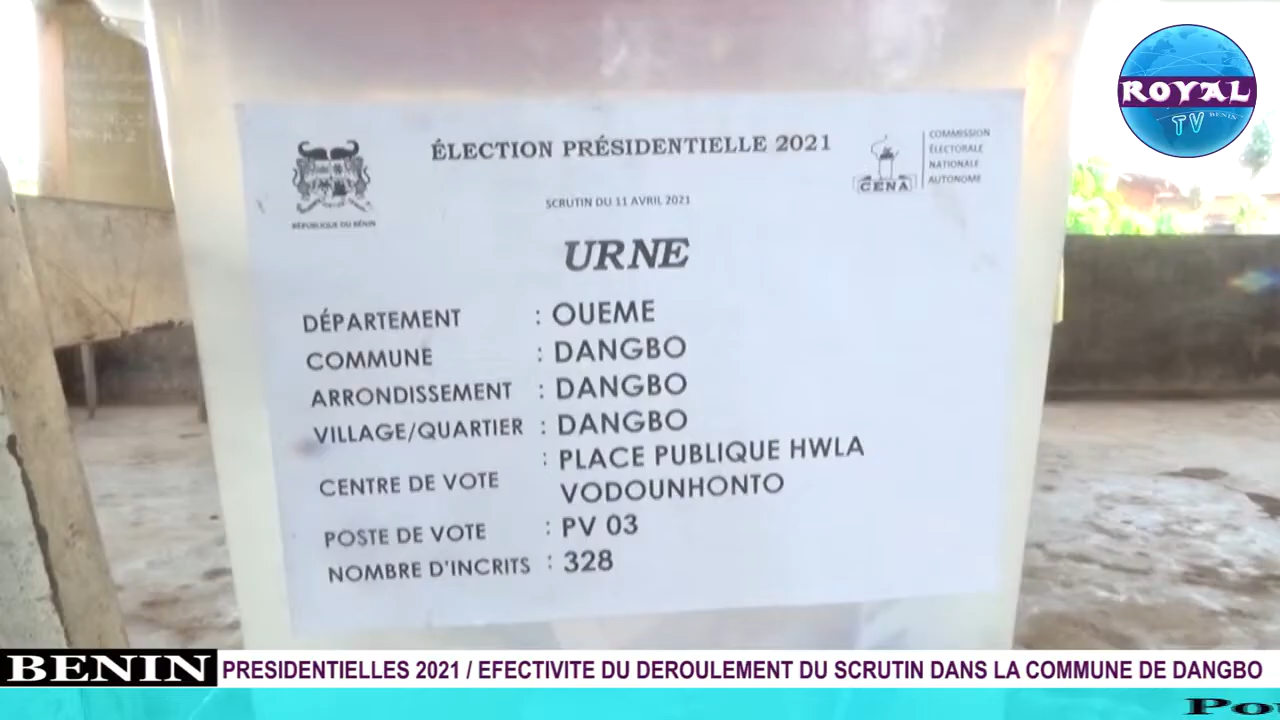 ROYAL
TV BENIN
ÉLECTION PRÉSIDENTIELLE 2021
COMMISSION
ÉLECTORALE
NATIONALE
AUTONOME
CENA
RÉPUBLIQUE DU BÉNIN
SCRUTIN DU 11 AVRIL 2021
URNE
DÉPARTEMENT : OUEME
COMMUNE : DANGBO
ARRONDISSEMENT : DANGBO
VILLAGE/QUARTIER : DANGBO
CENTRE DE VOTE : PLACE PUBLIQUE HWLA
VODOUNHONTO
POSTE DE VOTE : PV 03
NOMBRE D'INCRITS : 328
BENIN PRESIDENTIELLES 2021 / EFECTIVITE DU DEROULEMENT DU SCRUTIN DANS LA COMMUNE DE DANGBO